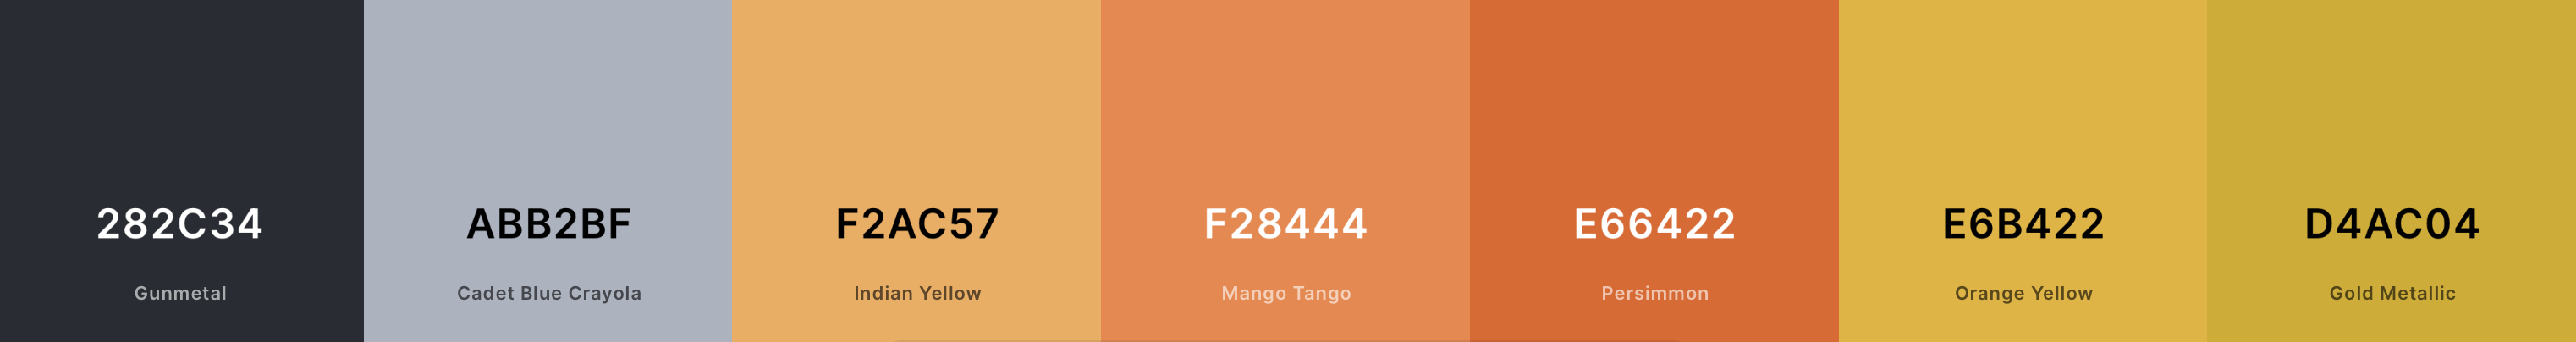 282C34
Gunmetal
ABB2BF
Cadet Blue Crayola
F2AC57
Indian Yellow
F28444
Mango Tango
E66422
Persimmon
E6B422
Orange Yellow
D4AC04
Gold Metallic